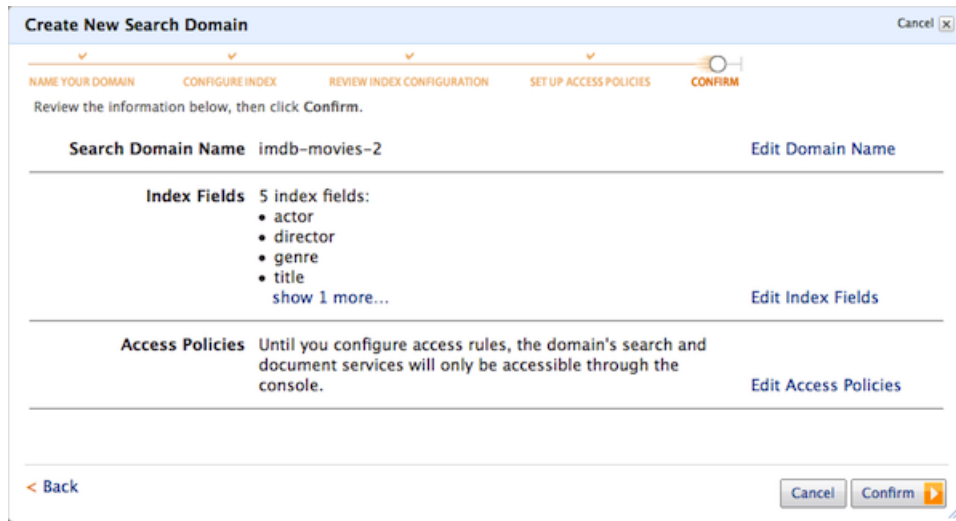 Create New Search Domain
Cancel x
NAME YOUR DOMAIN CONFIGURE INDEX REVIEW INDEX CONFIGURATION SET UP ACCESS POLICIES CONFIRM
Review the information below, then click Confirm.
Search Domain Name imdb-movies-2 Edit Domain Name
Index Fields 5 index fields:
• actor
• director
• genre
• title
show 1 more... Edit Index Fields
Access Policies Until you configure access rules, the domain's search and
document services will only be accessible through the
console. Edit Access Policies
< Back Cancel Confirm